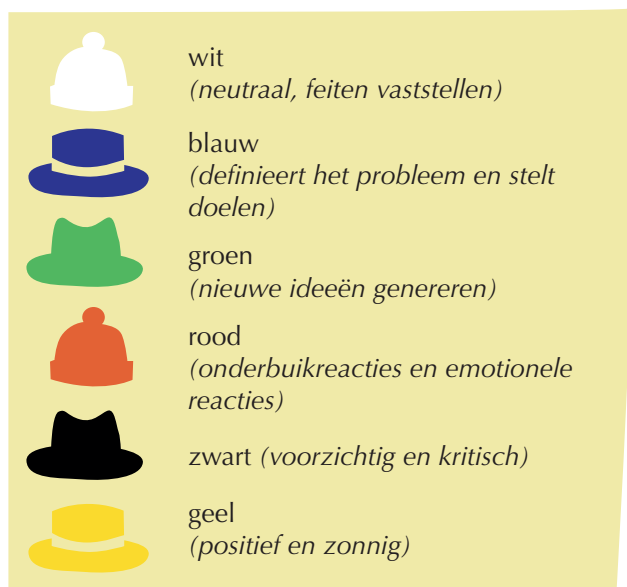 wit
(neutraal, feiten vaststellen)
blauw
(definieert het probleem en stelt
doelen)
groen
(nieuwe ideeën genereren)
rood
(onderbuikreacties en emotionele
reacties)
zwart (voorzichtig en kritisch)
geel
(positief en zonnig)